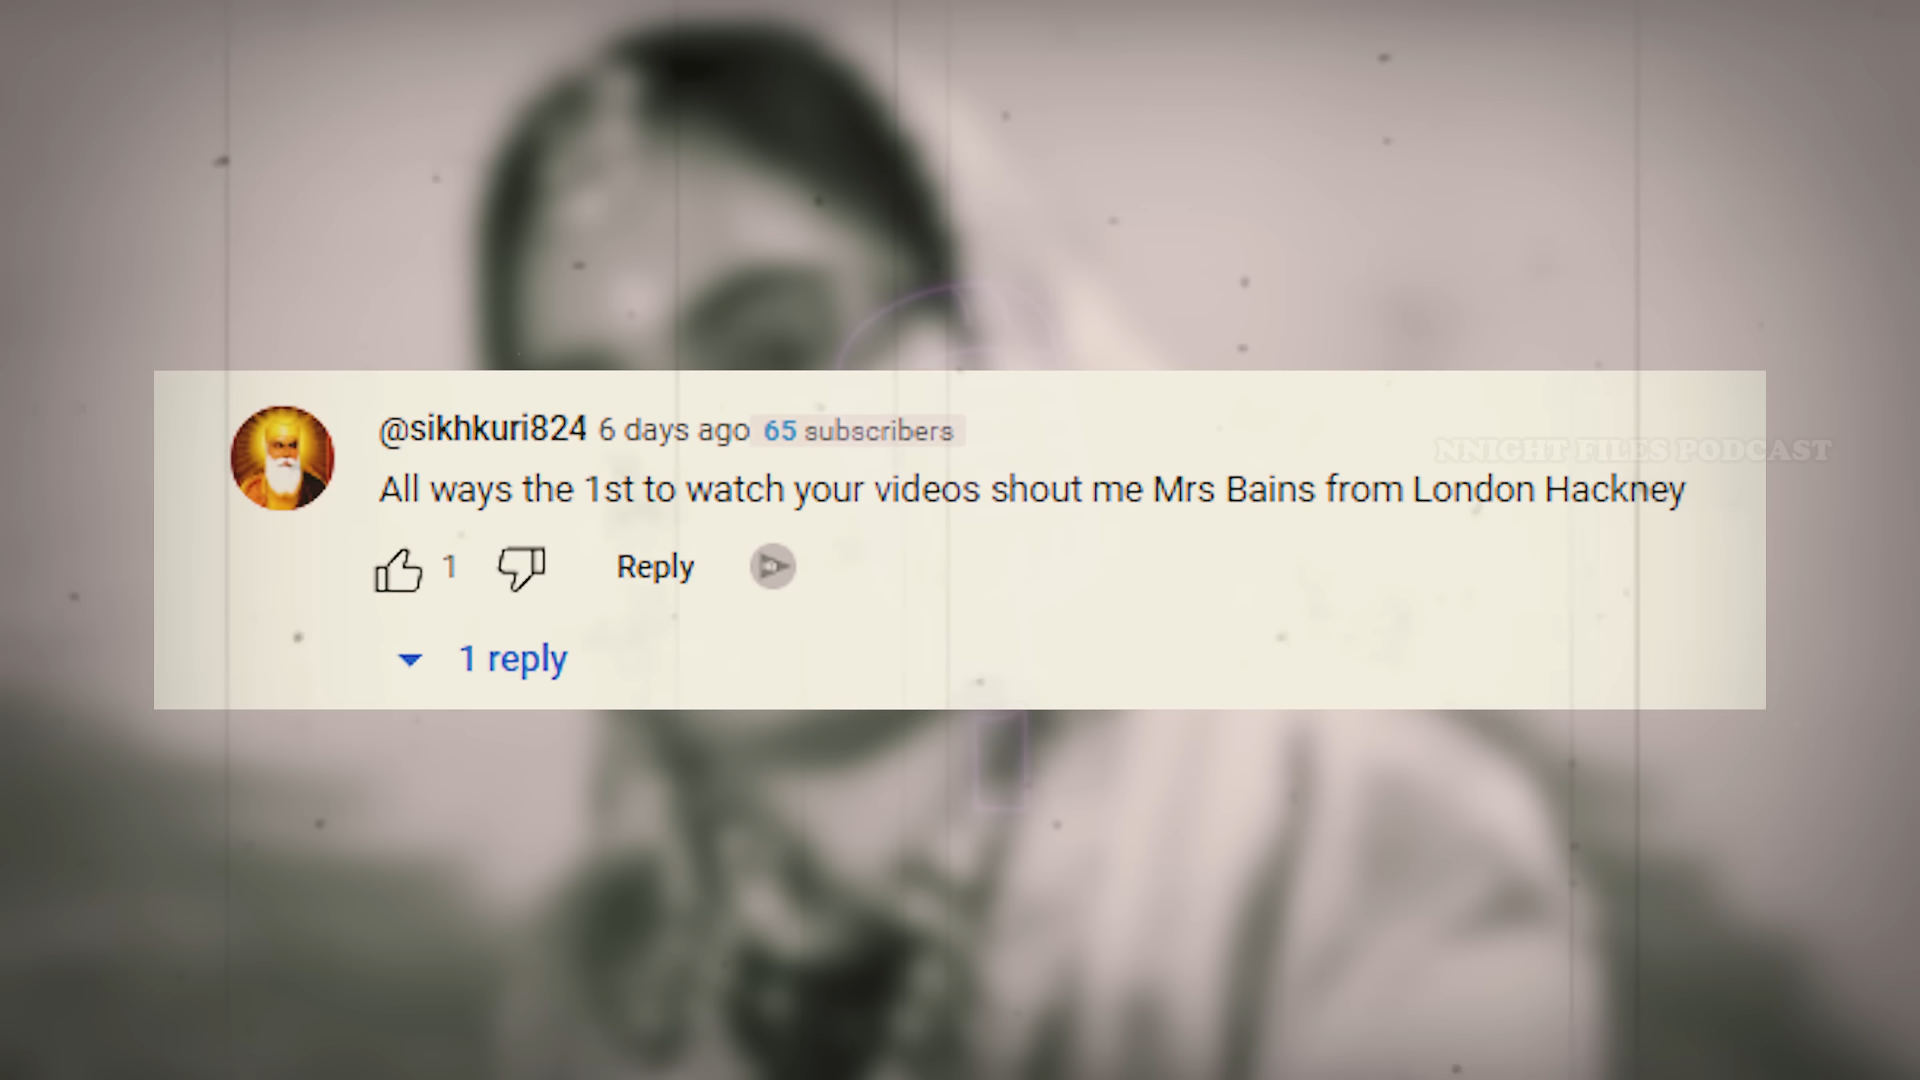 @sikhkuri824 6 days ago 65 subscribers
NNIGHT FILES PODCAST
All ways the 1st to watch your videos shout me Mrs Bains from London Hackney
1 Reply
1 reply